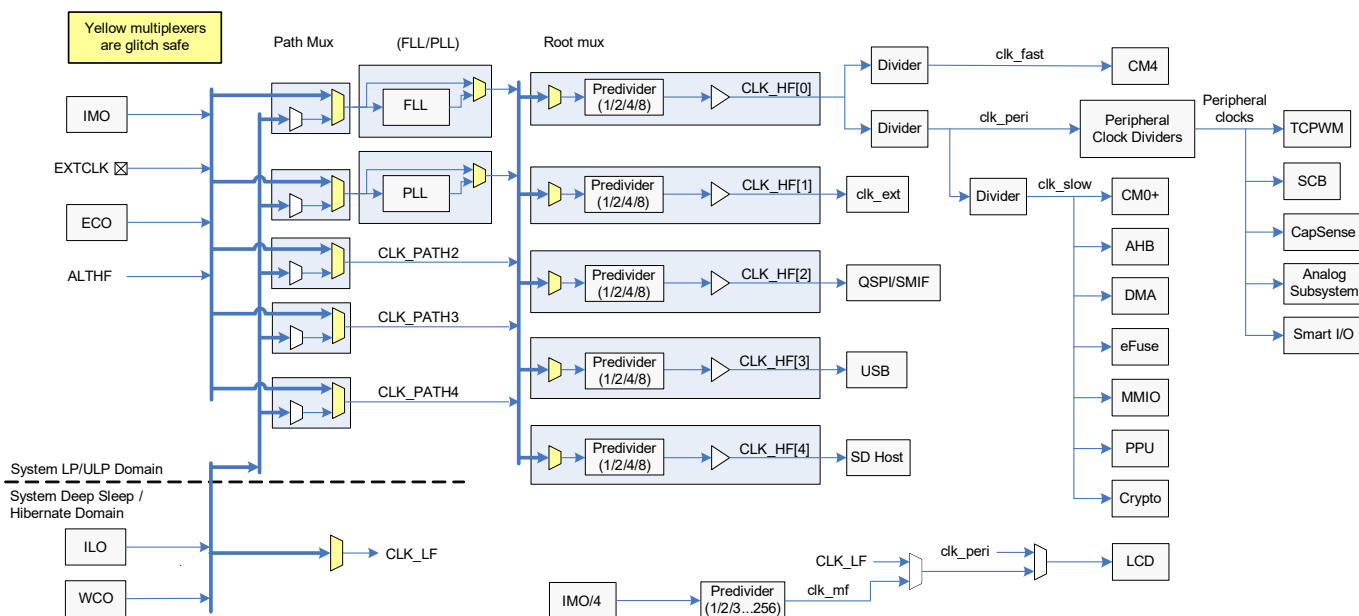 Yellow multiplexers
are glitch safe
Path Mux
(FLL/PLL)
Root mux
IMO
EXTCLK
ECO
ALTHF
FLL
PLL
CLK_PATH2
CLK_PATH3
CLK_PATH4
Predivider
(1/2/4/8)
CLK_HF[0]
Predivider
(1/2/4/8)
CLK_HF[1]
clk_ext
Predivider
(1/2/4/8)
CLK_HF[2]
QSPI/SMIF
Predivider
(1/2/4/8)
CLK_HF[3]
USB
Predivider
(1/2/4/8)
CLK_HF[4]
SD Host
Divider
clk_fast
CM4
Divider
clk_peri
Peripheral
Clock Dividers
Peripheral
clocks
TCPWM
SCB
CapSense
Analog
Subsystem
Smart I/O
Divider
clk_slow
CM0+
AHB
DMA
eFuse
MMIO
PPU
Crypto
System LP/ULP Domain
System Deep Sleep /
Hibernate Domain
ILO
WCO
CLK_LF
IMO/4
Predivider
(1/2/3...256)
clk_mf
CLK_LF
clk_peri
LCD